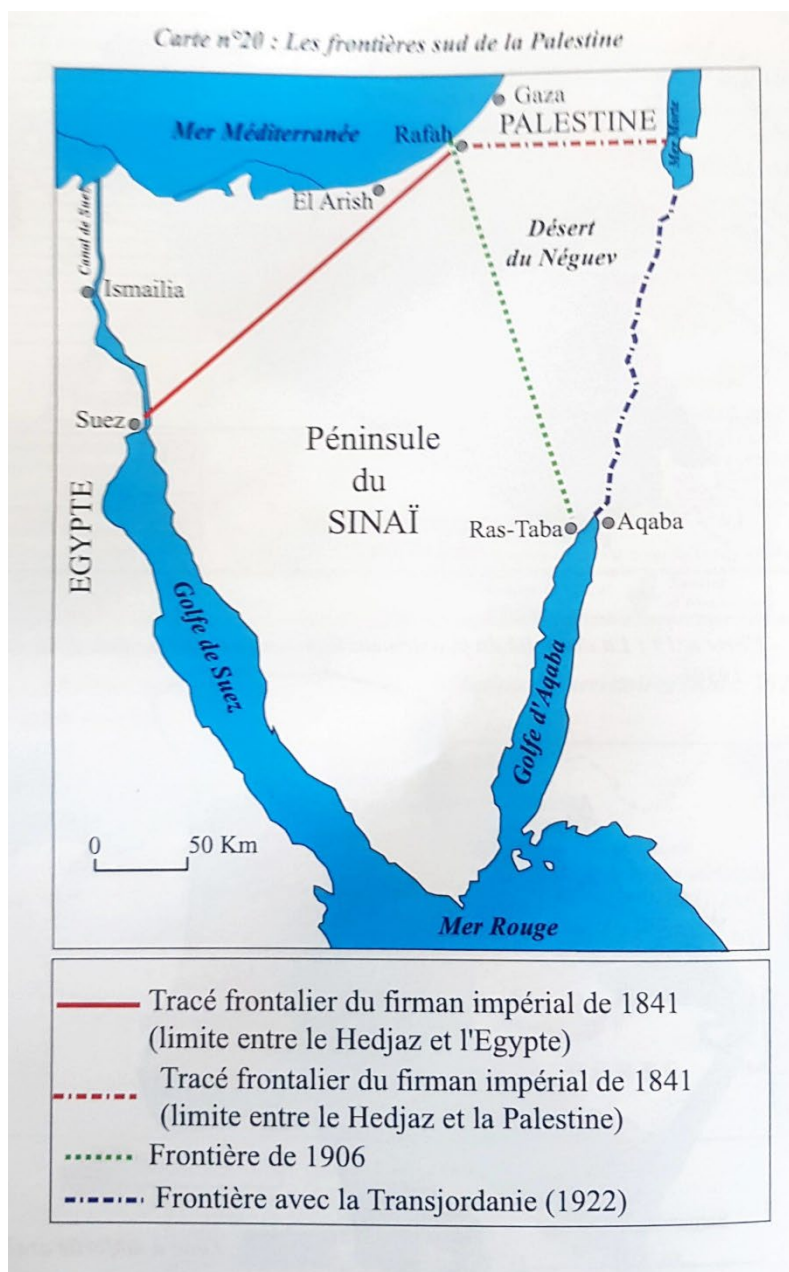 Carte n°20 : Les frontières sud de la Palestine
Gaza
PALESTINE
Mer Méditerranée
Rafah
Mer Morte
El Arish
Désert
du Néguev
Canal de Suez
Ismailia
Suez
Péninsule
du
SINAÏ
EGYPTE
Ras-Taba
Aqaba
Golfe de Suez
Golfe d'Aqaba
0 50 Km
Mer Rouge
Tracé frontalier du firman impérial de 1841
(limite entre le Hedjaz et l'Egypte)
Tracé frontalier du firman impérial de 1841
(limite entre le Hedjaz et la Palestine)
Frontière de 1906
Frontière avec la Transjordanie (1922)